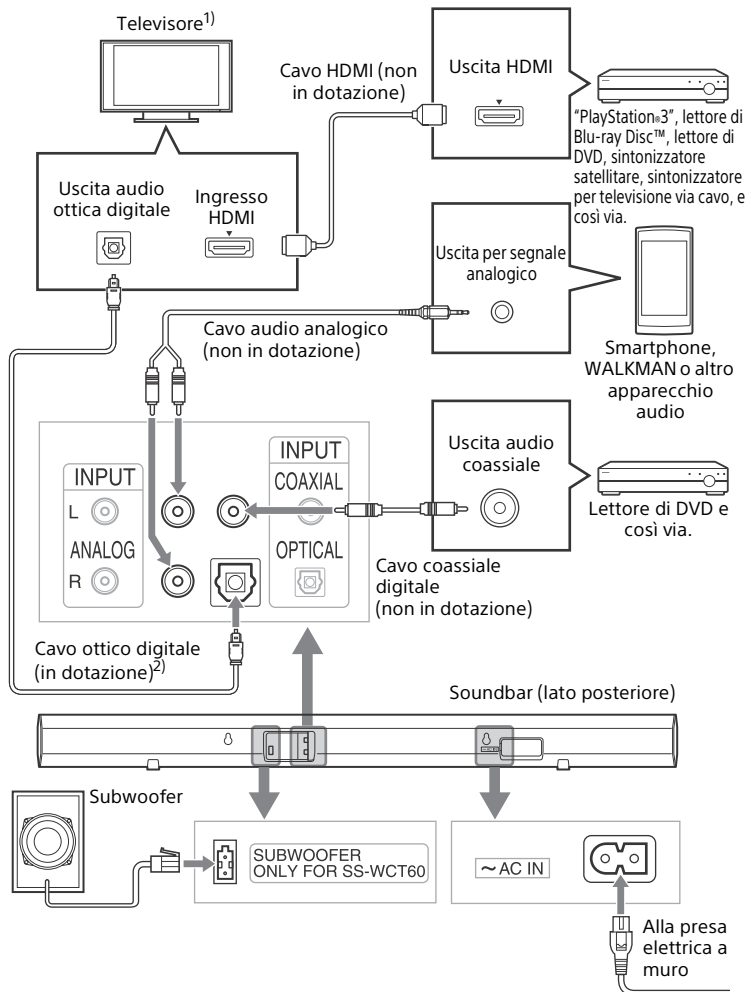 Televisore1)
Cavo HDMI (non
in dotazione)
Uscita HDMI
"PlayStation®3", lettore di
Blu-ray Disc™, lettore di
DVD, sintonizzatore
satellitare, sintonizzatore
per televisione via cavo, e
così via.
Uscita audio
ottica digitale
Ingresso
HDMI
Uscita per segnale
analogico
Cavo audio analogico
(non in dotazione)
Smartphone,
WALKMAN o altro
apparecchio
audio
INPUT
L
ANALOG
R
INPUT
COAXIAL
OPTICAL
Uscita audio
coassiale
Lettore di DVD e
così via.
Cavo coassiale
digitale
(non in dotazione)
Cavo ottico digitale
(in dotazione)2)
Soundbar (lato posteriore)
Subwoofer
SUBWOOFER
ONLY FOR SS-WCT60
~ AC IN
Alla presa
elettrica a
muro